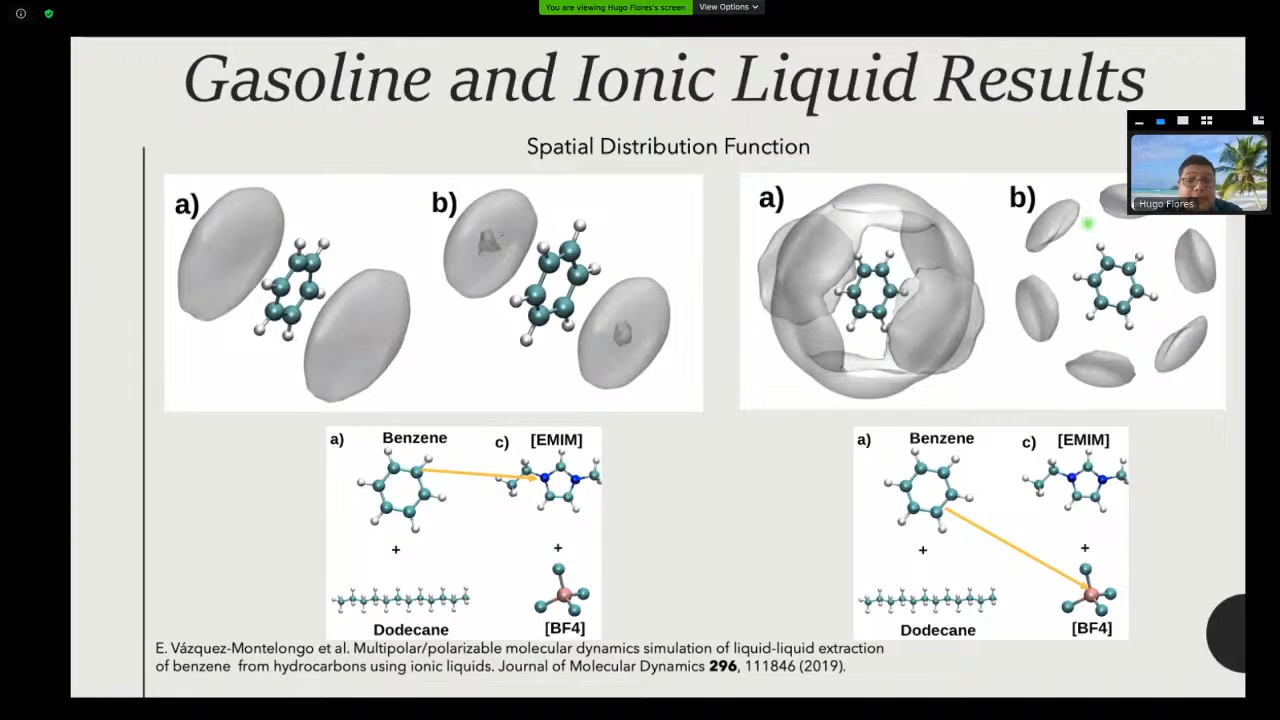 You are viewing Hugo Flores's screen
View Options
Gasoline and Ionic Liquid Results
Spatial Distribution Function
a)
b)
a)
b)
Hugo Flores
a)
Benzene
c)
[EMIM]
+
+
Dodecane
[BF4]
a)
Benzene
c)
[EMIM]
+
+
Dodecane
[BF4]
E. Vázquez-Montelongo et al. Multipolar/polarizable molecular dynamics simulation of liquid-liquid extraction
of benzene from hydrocarbons using ionic liquids. Journal of Molecular Dynamics 296, 111846 (2019).